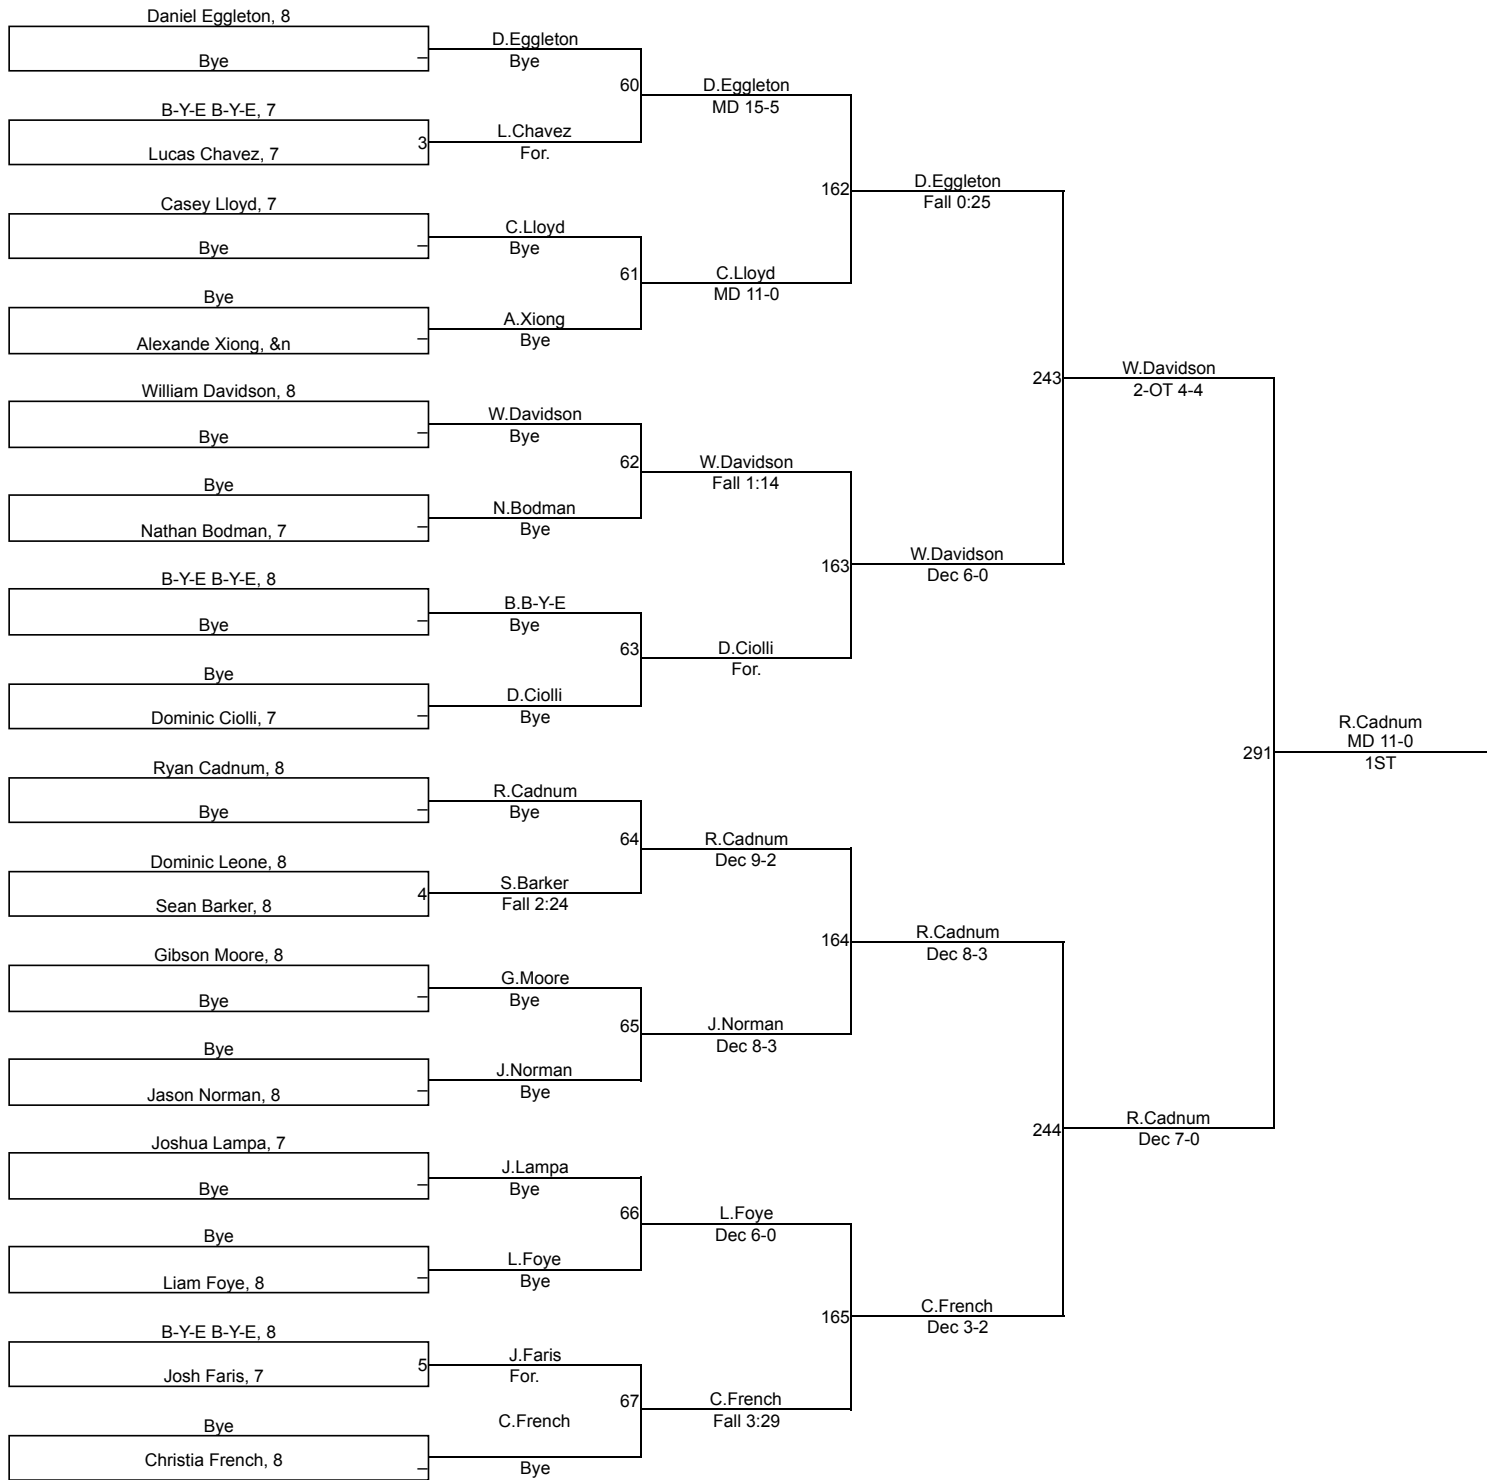 Daniel Eggleton, 8
Bye
_
D.Eggleton
Bye
60
B-Y-E B-Y-E, 7
Lucas Chavez, 7
3
L.Chavez
For.
D.Eggleton
MD 15-5
162
Casey Lloyd, 7
Bye
_
C.Lloyd
Bye
61
Bye
Alexande Xiong, &n
_
A.Xiong
Bye
C.Lloyd
MD 11-0
D.Eggleton
Fall 0:25
243
William Davidson, 8
Bye
_
W.Davidson
Bye
62
Bye
Nathan Bodman, 7
_
N.Bodman
Bye
W.Davidson
Fall 1:14
163
B-Y-E B-Y-E, 8
Bye
_
B.B-Y-E
Bye
63
Bye
Dominic Ciolli, 7
_
D.Ciolli
Bye
D.Ciolli
For.
W.Davidson
Dec 6-0
W.Davidson
2-OT 4-4
291
Ryan Cadnum, 8
Bye
_
R.Cadnum
Bye
64
Dominic Leone, 8
Sean Barker, 8
4
S.Barker
Fall 2:24
R.Cadnum
Dec 9-2
164
Gibson Moore, 8
Bye
_
G.Moore
Bye
65
Bye
Jason Norman, 8
_
J.Norman
Bye
J.Norman
Dec 8-3
R.Cadnum
Dec 8-3
244
Joshua Lampa, 7
Bye
_
J.Lampa
Bye
66
Bye
Liam Foye, 8
_
L.Foye
Bye
L.Foye
Dec 6-0
165
B-Y-E B-Y-E, 8
Josh Faris, 7
5
J.Faris
For.
67
Bye
Christia French, 8
_
C.French
Bye
C.French
Fall 3:29
C.French
Dec 3-2
R.Cadnum
Dec 7-0
R.Cadnum
MD 11-0
1ST